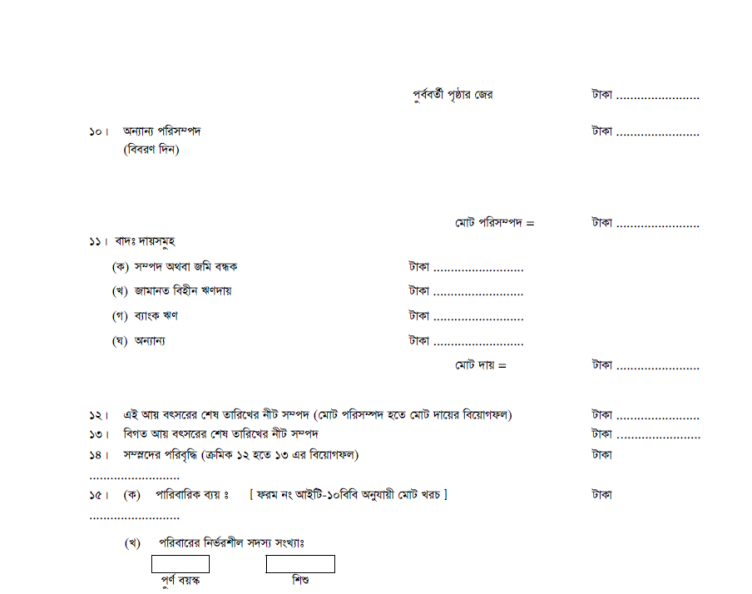 পুর্ববর্তী পৃষ্ঠার জের টাকা ........................
১০। অন্যান্য পরিসম্পদ টাকা ........................
(বিবরণ দিন)
মোট পরিসম্পদ = টাকা ........................
১১। বাদঃ দায়সমুহ
(ক) সম্পদ অথবা জমি বন্ধক টাকা ..........................
(খ) জামানত বিহীন ঋণদায় টাকা ..........................
(গ) ব্যাংক ঋণ টাকা ..........................
(ঘ) অন্যান্য টাকা ..........................
মোট দায় = টাকা ........................
১২। এই আয় বৎসরের শেষ তারিখের নীট সম্পদ (মোট পরিসম্পদ হতে মোট দায়ের বিয়োগফল) টাকা ........................
১৩। বিগত আয় বৎসরের শেষ তারিখের নীট সম্পদ টাকা ........................
১৪। সম্পদের পরিবৃদ্ধি (ক্রমিক ১২ হতে ১৩ এর বিয়োগফল) টাকা
..........................
১৫। (ক) পারিবারিক ব্যয় ঃ [ ফরম নং আইটি-১০বিবি অনুযায়ী মোট খরচ ] টাকা
..........................
(খ) পরিবারের নির্ভরশীল সদস্য সংখ্যাঃ
পুর্ণ বয়স্ক শিশু